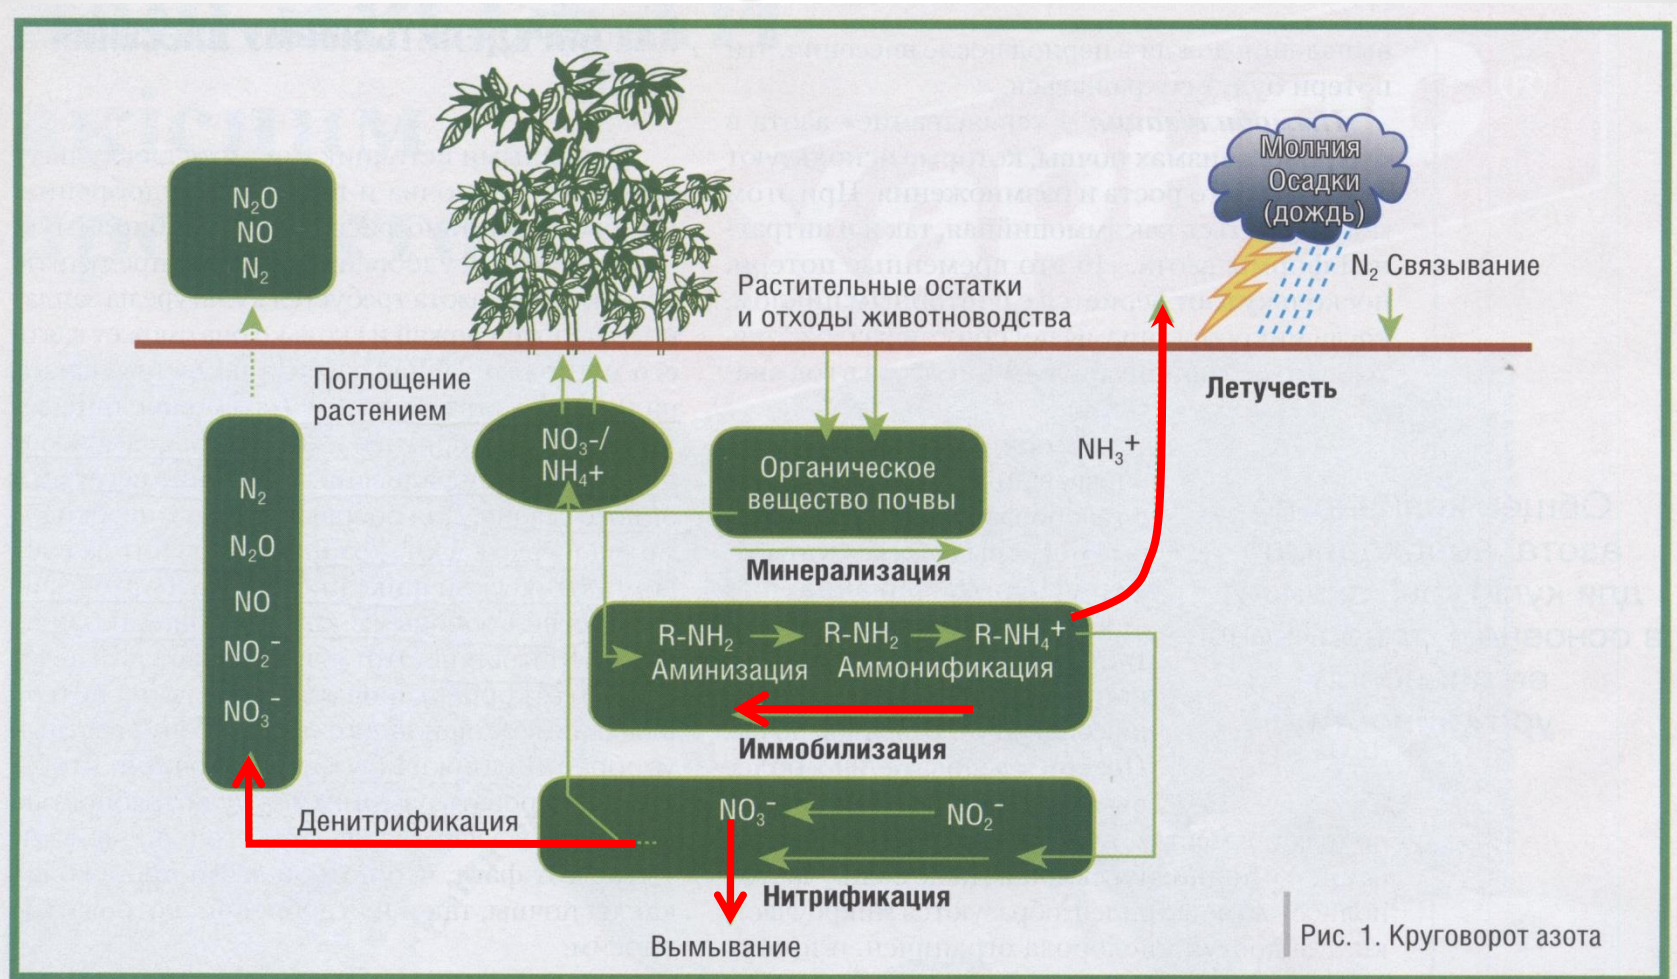 Молния
Осадки
(дождь)
N₂O
NO
N₂
N₂ Связывание
Растительные остатки
и отходы животноводства
Поглощение
растением
Летучесть
NO₃-/
NH₄+
NH₃⁺
Органическое
вещество почвы
N₂
N₂O
NO
NO₂⁻
NO₃⁻
Минерализация
R-NH₂ R-NH₂ R-NH₄⁺
Аминизация Аммонификация
Иммобилизация
Денитрификация
NO₃⁻ NO₂⁻
Нитрификация
Вымывание
Рис. 1. Круговорот азота